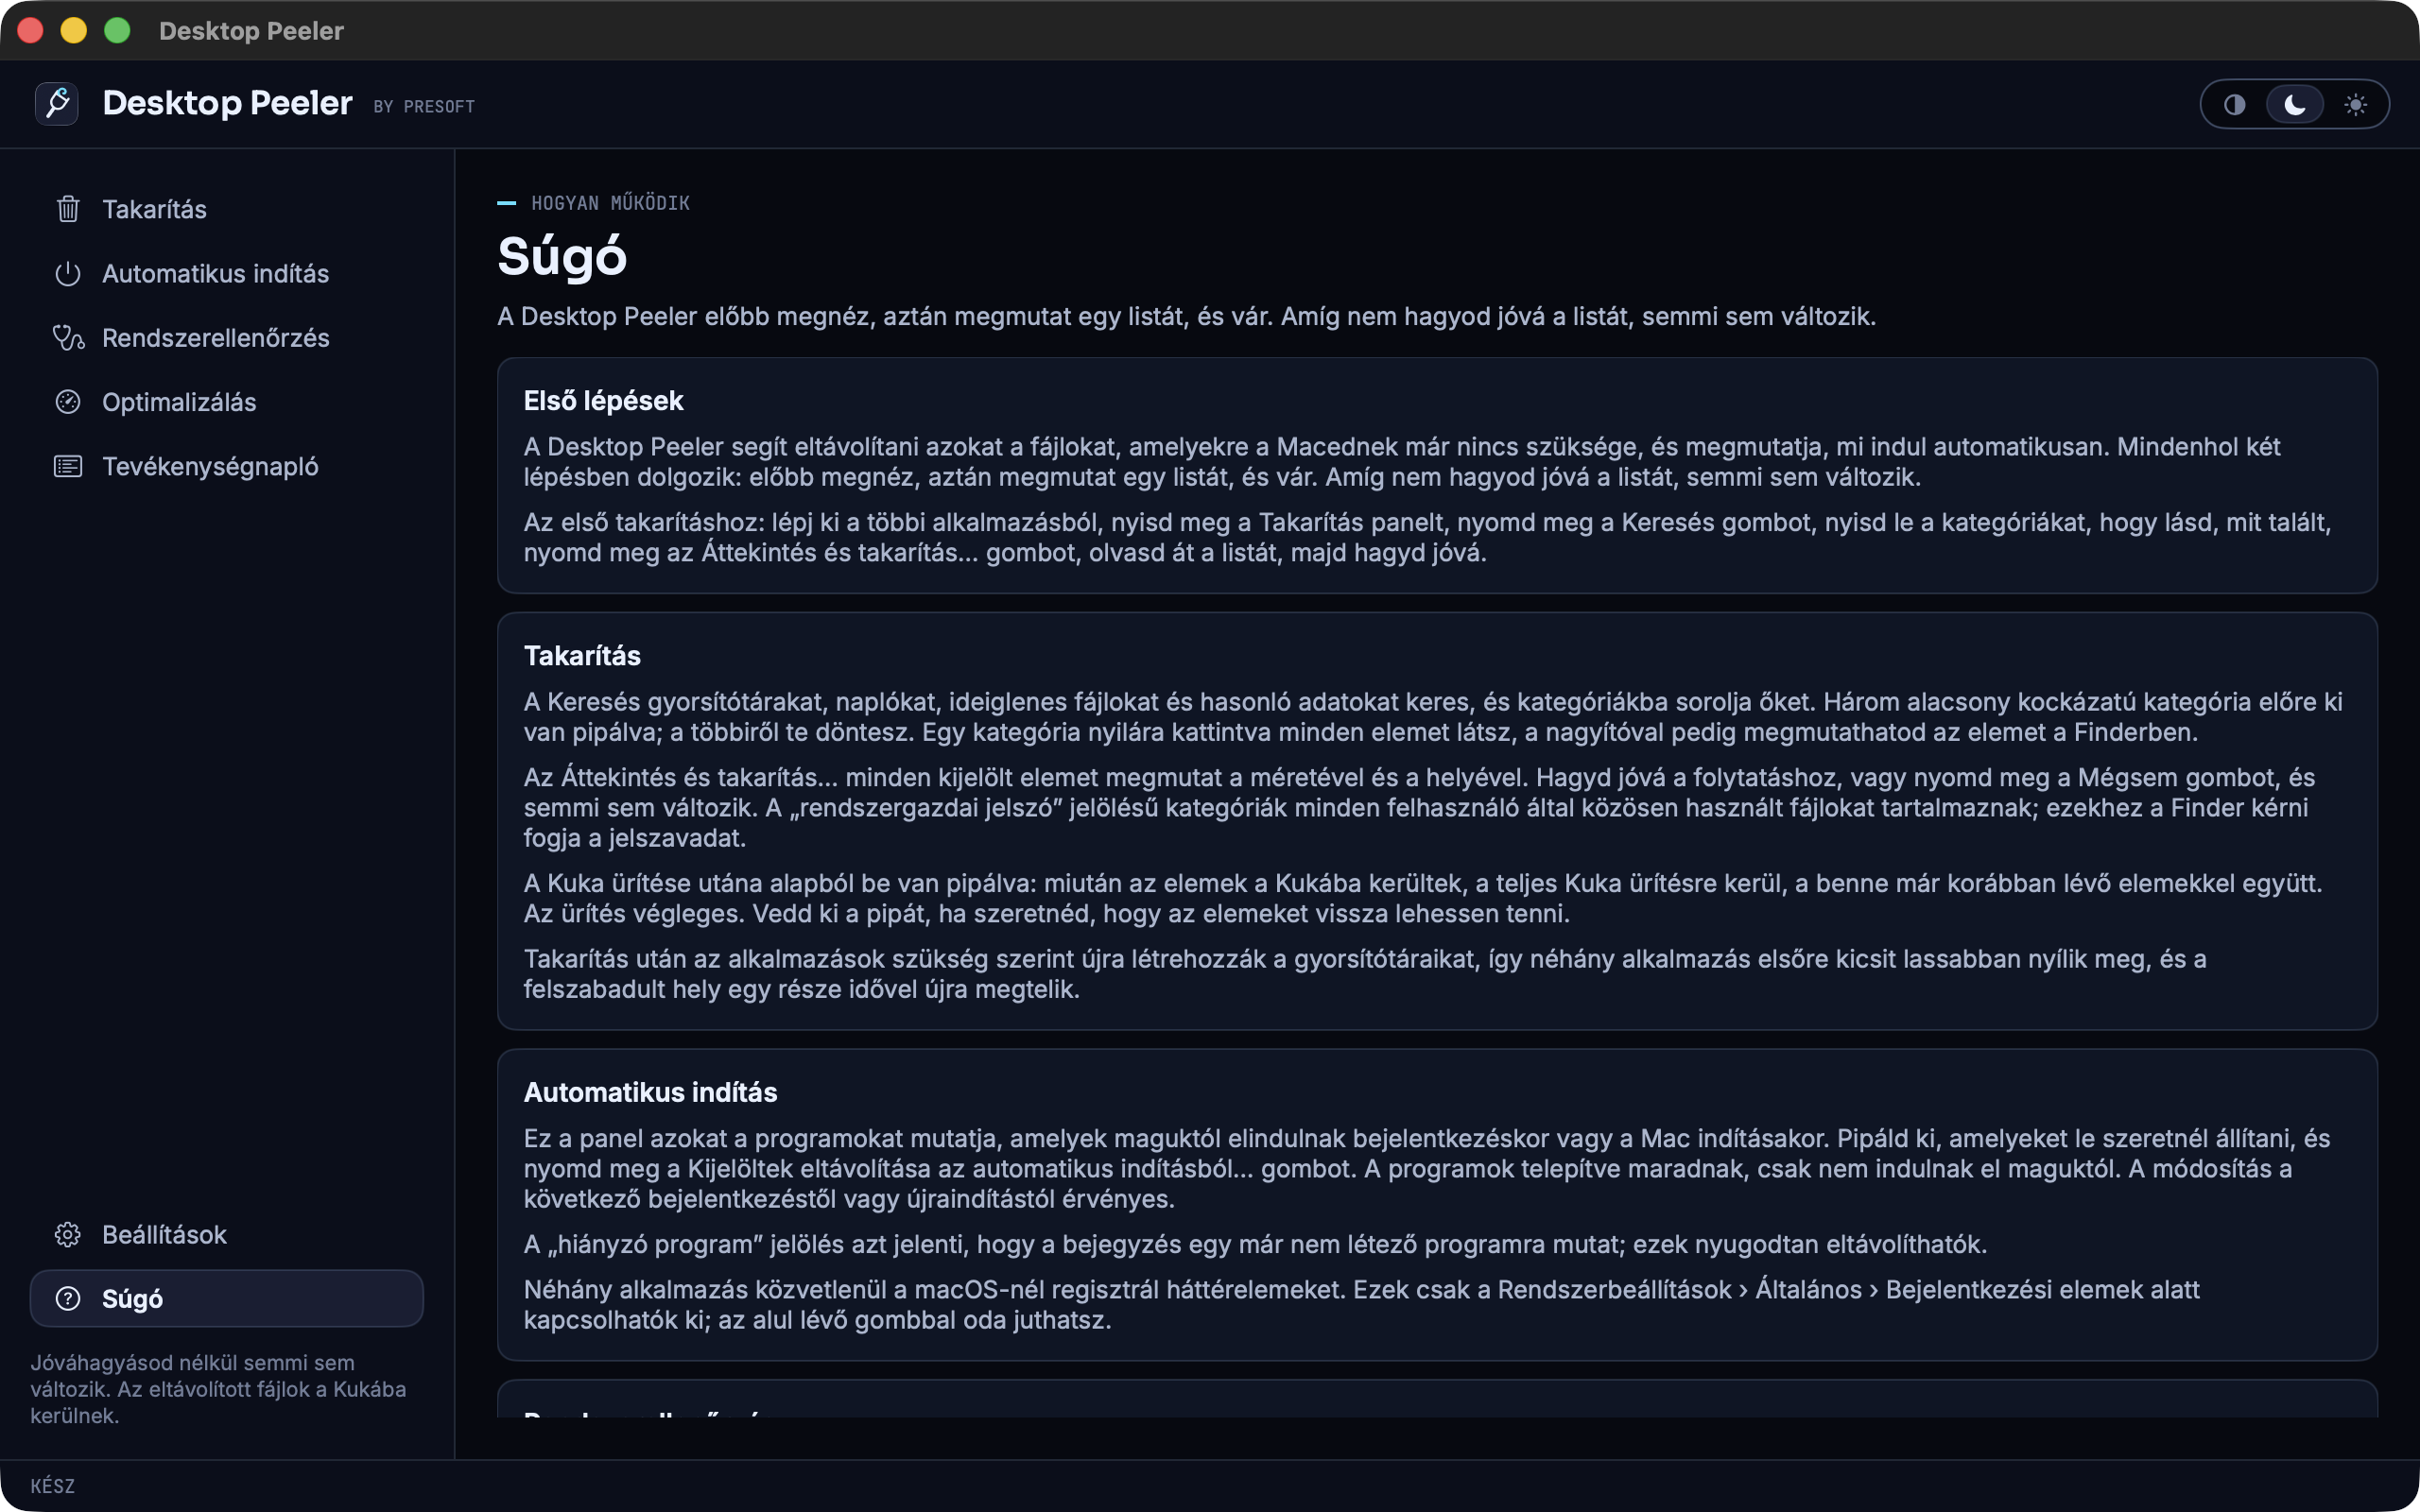 Desktop Peeler
Desktop Peeler BY PRESOFT
Takarítás
Automatikus indítás
Rendszerellenőrzés
Optimalizálás
Tevékenységnapló
Beállítások
Súgó
Jóváhagyásod nélkül semmi sem
változik. Az eltávolított fájlok a Kukába
kerülnek.
HOGYAN MŰKÖDIK
Súgó
A Desktop Peeler előbb megnéz, aztán megmutat egy listát, és vár. Amíg nem hagyod jóvá a listát, semmi sem változik.
Első lépések
A Desktop Peeler segít eltávolítani azokat a fájlokat, amelyekre a Macednek már nincs szüksége, és megmutatja, mi indul automatikusan. Mindenhol két
lépésben dolgozik: előbb megnéz, aztán megmutat egy listát, és vár. Amíg nem hagyod jóvá a listát, semmi sem változik.
Az első takarításhoz: lépj ki a többi alkalmazásból, nyisd meg a Takarítás panelt, nyomd meg a Keresés gombot, nyisd le a kategóriákat, hogy lásd, mit talált,
nyomd meg az Áttekintés és takarítás… gombot, olvasd át a listát, majd hagyd jóvá.
Takarítás
A Keresés gyorsítótárakat, naplókat, ideiglenes fájlokat és hasonló adatokat keres, és kategóriákba sorolja őket. Három alacsony kockázatú kategória előre ki
van pipálva; a többiről te döntesz. Egy kategória nyilára kattintva minden elemet látsz, a nagyítóval pedig megmutathatod az elemet a Finderben.
Az Áttekintés és takarítás… minden kijelölt elemet megmutat a méretével és a helyével. Hagyd jóvá a folytatáshoz, vagy nyomd meg a Mégsem gombot, és
semmi sem változik. A „rendszergazdai jelszó” jelölésű kategóriák minden felhasználó által közösen használt fájlokat tartalmaznak; ezekhez a Finder kérni
fogja a jelszavadat.
A Kuka ürítése utána alapból be van pipálva: miután az elemek a Kukába kerültek, a teljes Kuka ürítésre kerül, a benne már korábban lévő elemekkel együtt.
Az ürítés végleges. Vedd ki a pipát, ha szeretnéd, hogy az elemeket vissza lehessen tenni.
Takarítás után az alkalmazások szükség szerint újra létrehozzák a gyorsítótáraikat, így néhány alkalmazás elsőre kicsit lassabban nyílik meg, és a
felszabadult hely egy része idővel újra megtelik.
Automatikus indítás
Ez a panel azokat a programokat mutatja, amelyek maguktól elindulnak bejelentkezéskor vagy a Mac indításakor. Pipáld ki, amelyeket le szeretnél állítani, és
nyomd meg a Kijelöltek eltávolítása az automatikus indításból… gombot. A programok telepítve maradnak, csak nem indulnak el maguktól. A módosítás a
következő bejelentkezéstől vagy újraindítástól érvényes.
A „hiányzó program” jelölés azt jelenti, hogy a bejegyzés egy már nem létező programra mutat; ezek nyugodtan eltávolíthatók.
Néhány alkalmazás közvetlenül a macOS-nél regisztrál háttérelemeket. Ezek csak a Rendszerbeállítások › Általános › Bejelentkezési elemek alatt
kapcsolhatók ki; az alul lévő gombbal oda juthatsz.
KÉSZ